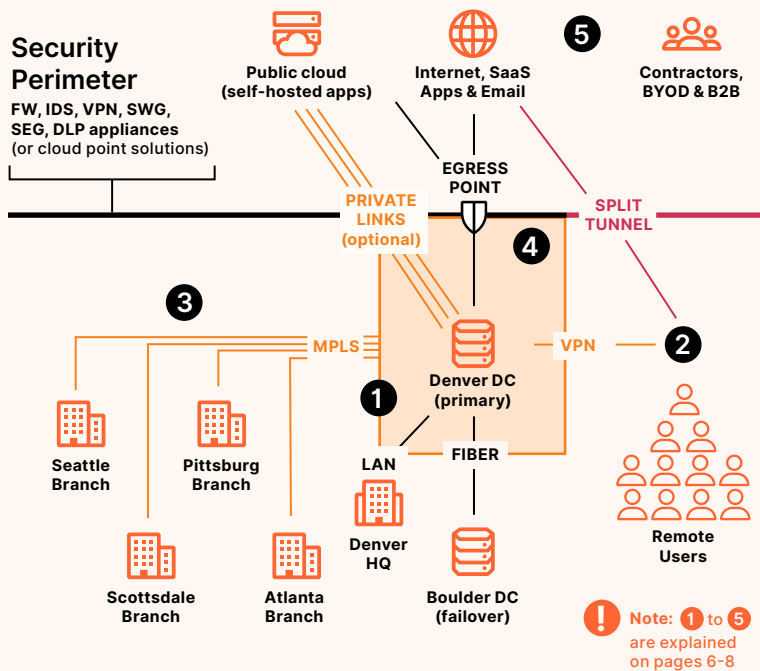 Security
Perimeter
FW, IDS, VPN, SWG,
SEG, DLP appliances
(or cloud point solutions)
Public cloud
(self-hosted apps)
Internet, SaaS
Apps & Email
5
Contractors,
BYOD & B2B
EGRESS
POINT
PRIVATE
LINKS
(optional)
SPLIT
TUNNEL
4
3
MPLS
VPN
2
Denver DC
(primary)
1
LAN
FIBER
Seattle
Branch
Pittsburg
Branch
Scottsdale
Branch
Atlanta
Branch
Denver
HQ
Boulder DC
(failover)
Remote
Users
! Note: 1 to 5
are explained
on pages 6-8